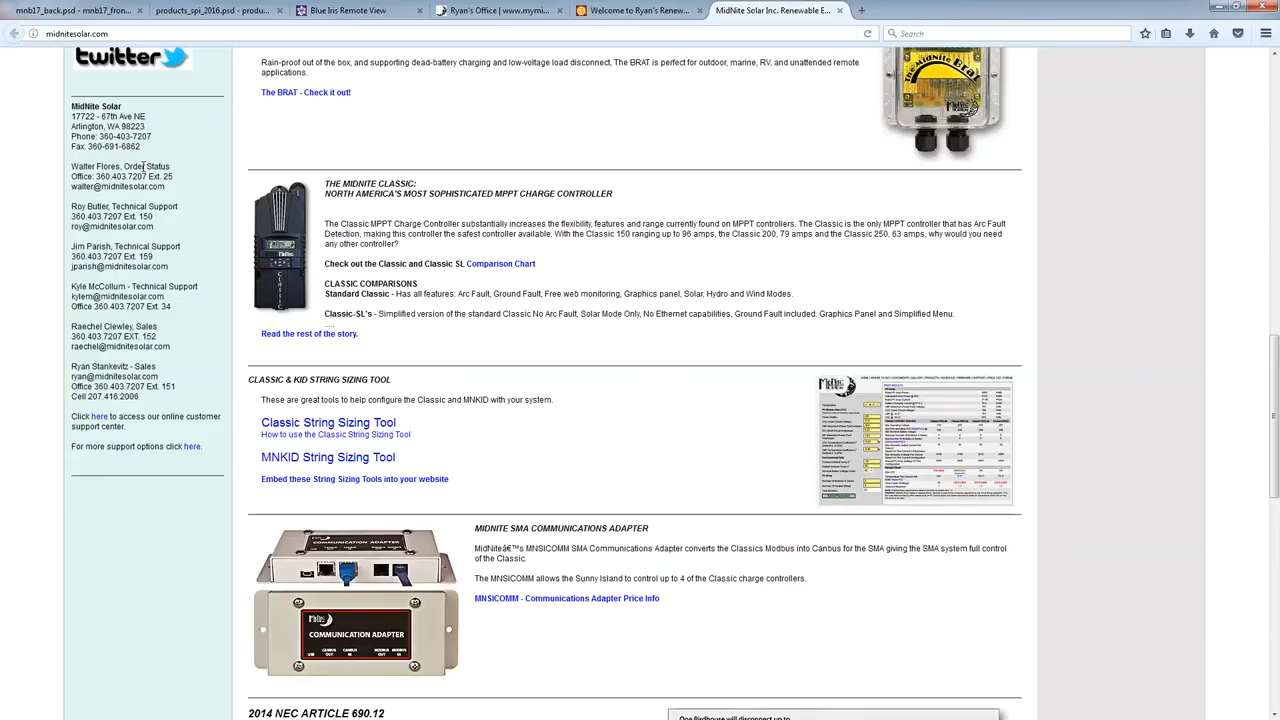 mnb17_back.psd - mnb10...
products_spi_2016.psd - produ...
Blue Iris Remote View
Ryan's Office | www.mymi...
Welcome to Ryan's Renew...
MidNite Solar Inc. Renewable E...
midnitesolar.com
Search
twitter
MidNite Solar
17722 - 67th Ave NE
Arlington, WA 98223
Phone: 360-403-7207
Fax: 360-691-6862
Walter Flores, Order Status
Office: 360.403.7207 Ext. 25
walter@midnitesolar.com
Roy Butler, Technical Support
360.403.7207 Ext. 150
roy@midnitesolar.com
Jim Parish, Technical Support
360.403.7207 Ext. 159
jparish@midnitesolar.com
Kyle McCollum - Technical Support
kylem@midnitesolar.com
Office.360.403.7207 Ext. 34
Raechel Clewley, Sales
360.403.7207 EXT. 152
raechel@midnitesolar.com
Ryan Stankevitz - Sales
ryan@midnitesolar.com
Office 360.403.7207 Ext. 151
Cell 207.416.2006
Click here to access our online customer
support center.
For more support options click here.
Rain-proof out of the box, and supporting dead-battery charging and low-voltage load disconnect, The BRAT is perfect for outdoor, marine, RV, and unattended remote
applications.
The BRAT - Check it out!
The MidNite Brat
THE MIDNITE CLASSIC:
NORTH AMERICA'S MOST SOPHISTICATED MPPT CHARGE CONTROLLER
The Classic MPPT Charge Controller substantially increases the flexibility, features and range currently found on MPPT controllers. The Classic is the only MPPT controller that has Arc Fault
Detection, making this controller the safest controller available. With the Classic 150 ranging up to 96 amps, the Classic 200, 79 amps and the Classic 250, 63 amps, why would you need
any other controller?
Check out the Classic and Classic SL Comparison Chart
CLASSIC COMPARISONS
Standard Classic - Has all features: Arc Fault, Ground Fault, Free web monitoring, Graphics panel, Solar, Hydro and Wind Modes.
Classic-SL's - Simplified version of the standard Classic No Arc Fault, Solar Mode Only, No Ethernet capabilities, Ground Fault included. Graphics Panel and Simplified Menu.
.....
Read the rest of the story.
CLASSIC & KID STRING SIZING TOOL
These are great tools to help configure the Classic and MNKID with your system.
Classic String Sizing Tool
How to use the Classic String Sizing Tool
MNKID String Sizing Tool
Embed these String Sizing Tools into your website
MIDNITE SMA COMMUNICATIONS ADAPTER
MidNiteâ€™s MNSICOMM SMA Communications Adapter converts the Classics Modbus into Canbus for the SMA giving the SMA system full control
of the Classic.
The MNSICOMM allows the Sunny Island to control up to 4 of the Classic charge controllers.
MNSICOMM - Communications Adapter Price Info
COMMUNICATION ADAPTER
2014 NEC ARTICLE 690.12
One Birdhouse will disconnect up to